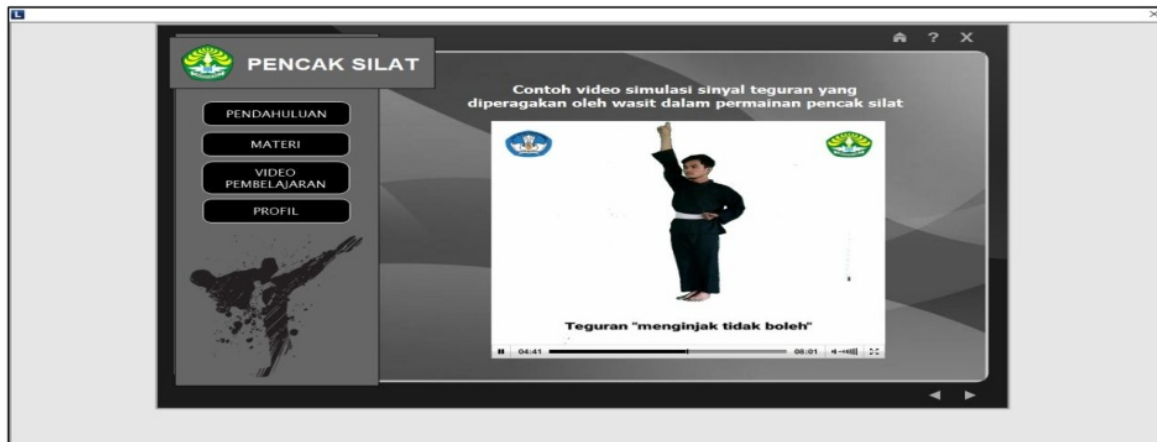 L
PENCAK SILAT
PENDAHULUAN
MATERI
VIDEO
PEMBELAJARAN
PROFIL
Contoh video simulasi sinyal teguran yang
diperagakan oleh wasit dalam permainan pencak silat
Teguran "menginjak tidak boleh"
04:41
08:01